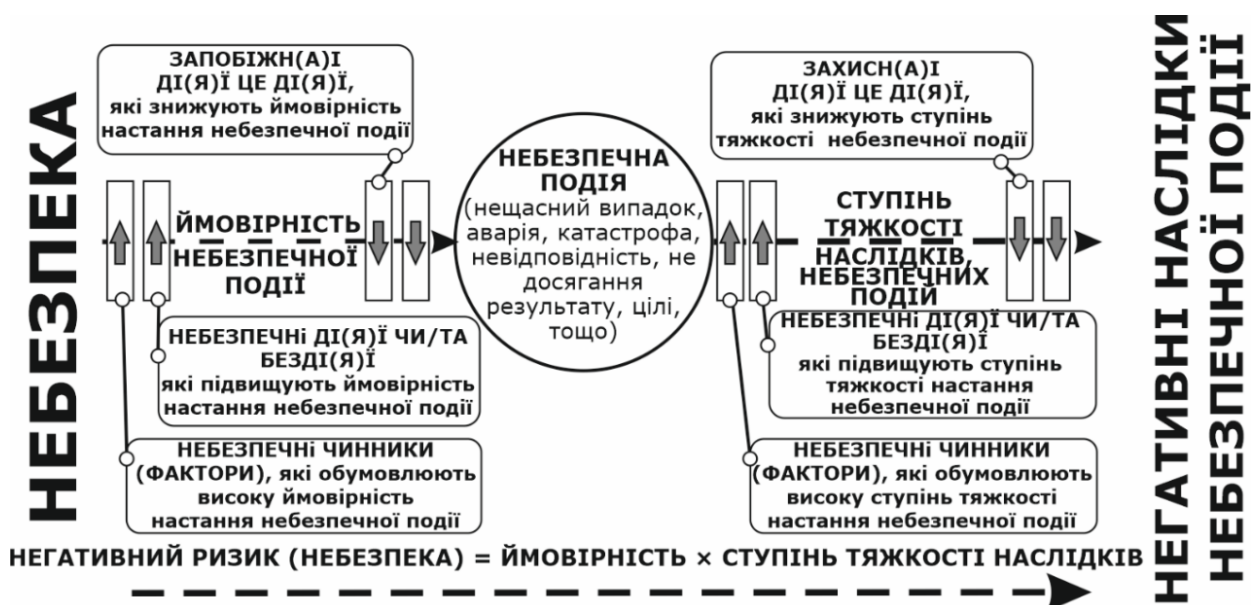 НЕБЕЗПЕКА
ЗАПОБІЖН(А)І
ДІ(Я)Ї ЦЕ ДІ(Я)Ї,
які знижують ймовірність
настання небезпечної події
ЙМОВІРНІСТЬ
НЕБЕЗПЕЧНОЇ
ПОДІЇ
НЕБЕЗПЕЧНі ДІ(Я)Ї ЧИ/ТА
БЕЗДІ(Я)Ї
які підвищують ймовірність
настання небезпечної події
НЕБЕЗПЕЧНі ЧИННИКИ
(ФАКТОРИ), які обумовлюють
високу ймовірність
настання небезпечної події
НЕБЕЗПЕЧНА
ПОДІЯ
(нещасний випадок,
аварія, катастрофа,
невідповідність, не
досягання
результату, цілі,
тощо)
ЗАХИСН(А)І
ДІ(Я)Ї ЦЕ ДІ(Я)Ї,
які знижують ступінь
тяжкості небезпечної події
СТУПІНЬ
ТЯЖКОСТІ
НАСЛІДКІВ,
НЕБЕЗПЕЧНИХ
ПОДІЙ
НЕБЕЗПЕЧНі ДІ(Я)Ї ЧИ/ТА
БЕЗДІ(Я)Ї
які підвищують ступінь
тяжкості настання
небезпечної події
НЕБЕЗПЕЧНі ЧИННИКИ
(ФАКТОРИ), які обумовлюють
високу ступінь тяжкості
настання небезпечної події
НЕГАТИВНІ НАСЛІДКИ
НЕБЕЗПЕЧНОЇ ПОДІЇ
НЕГАТИВНИЙ РИЗИК (НЕБЕЗПЕКА) = ЙМОВІРНІСТЬ × СТУПІНЬ ТЯЖКОСТІ НАСЛІДКІВ